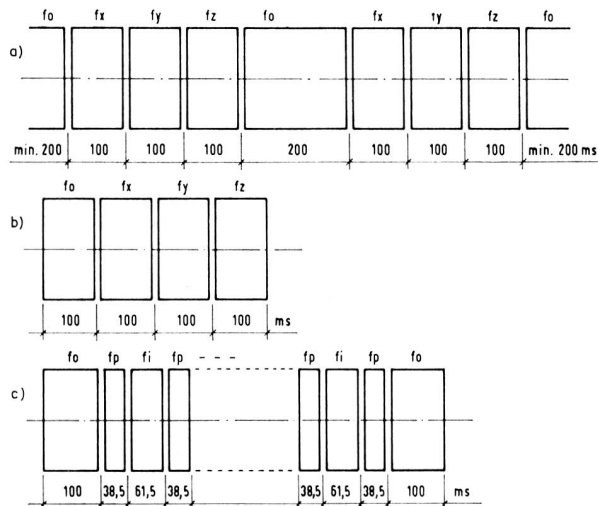 fo fx fy fz fo fx fy fz fo
a)
min. 200 100 100 100 200 100 100 100 min. 200 ms
fo fx fy fz
b)
100 100 100 100 ms
fo fp fi fp - - - fp fi fp fo
c)
100 38,5 61,5 38,5 38,5 61,5 38,5 100 ms